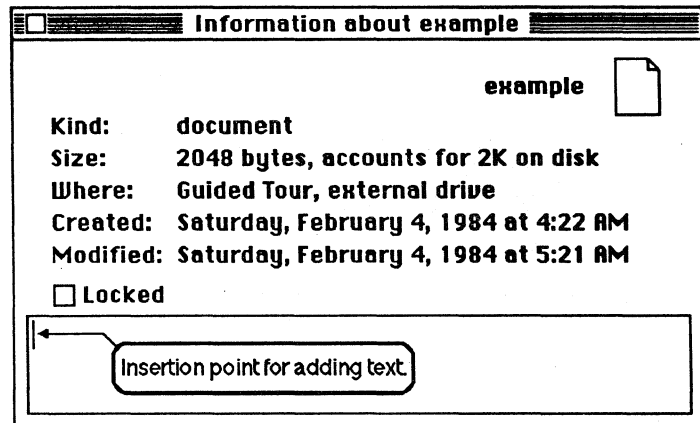 Information about example
example
Kind: document
Size: 2048 bytes, accounts for 2K on disk
Where: Guided Tour, external drive
Created: Saturday, February 4, 1984 at 4:22 AM
Modified: Saturday, February 4, 1984 at 5:21 AM
Locked
Insertion point for adding text.